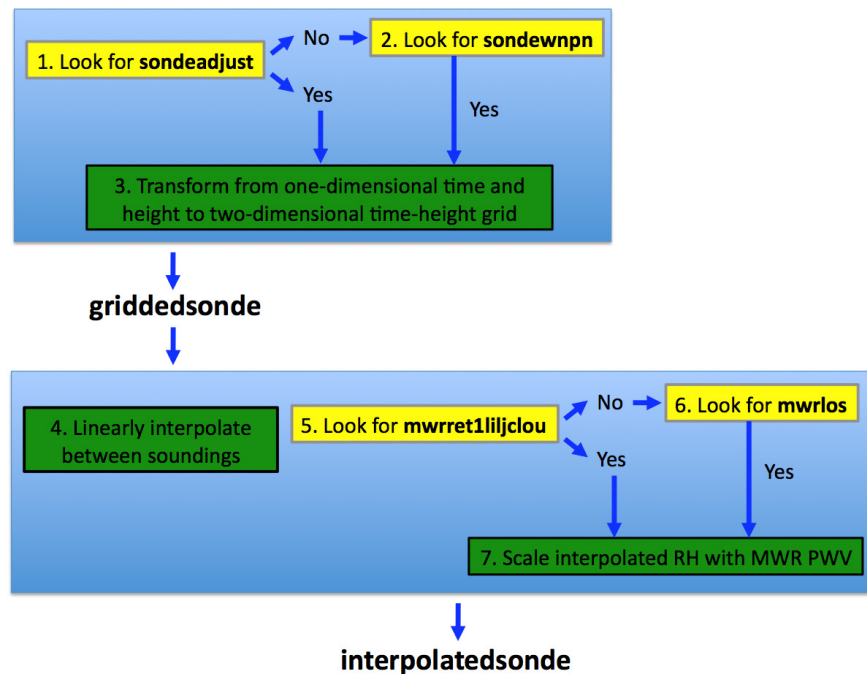 1. Look for sondeadjust
No
2. Look for sondewnpn
Yes
Yes
3. Transform from one-dimensional time and
height to two-dimensional time-height grid
griddedsonde
4. Linearly interpolate
between soundings
5. Look for mwrret1liljclou
No
6. Look for mwrlos
Yes
Yes
7. Scale interpolated RH with MWR PWV
interpolatedsonde